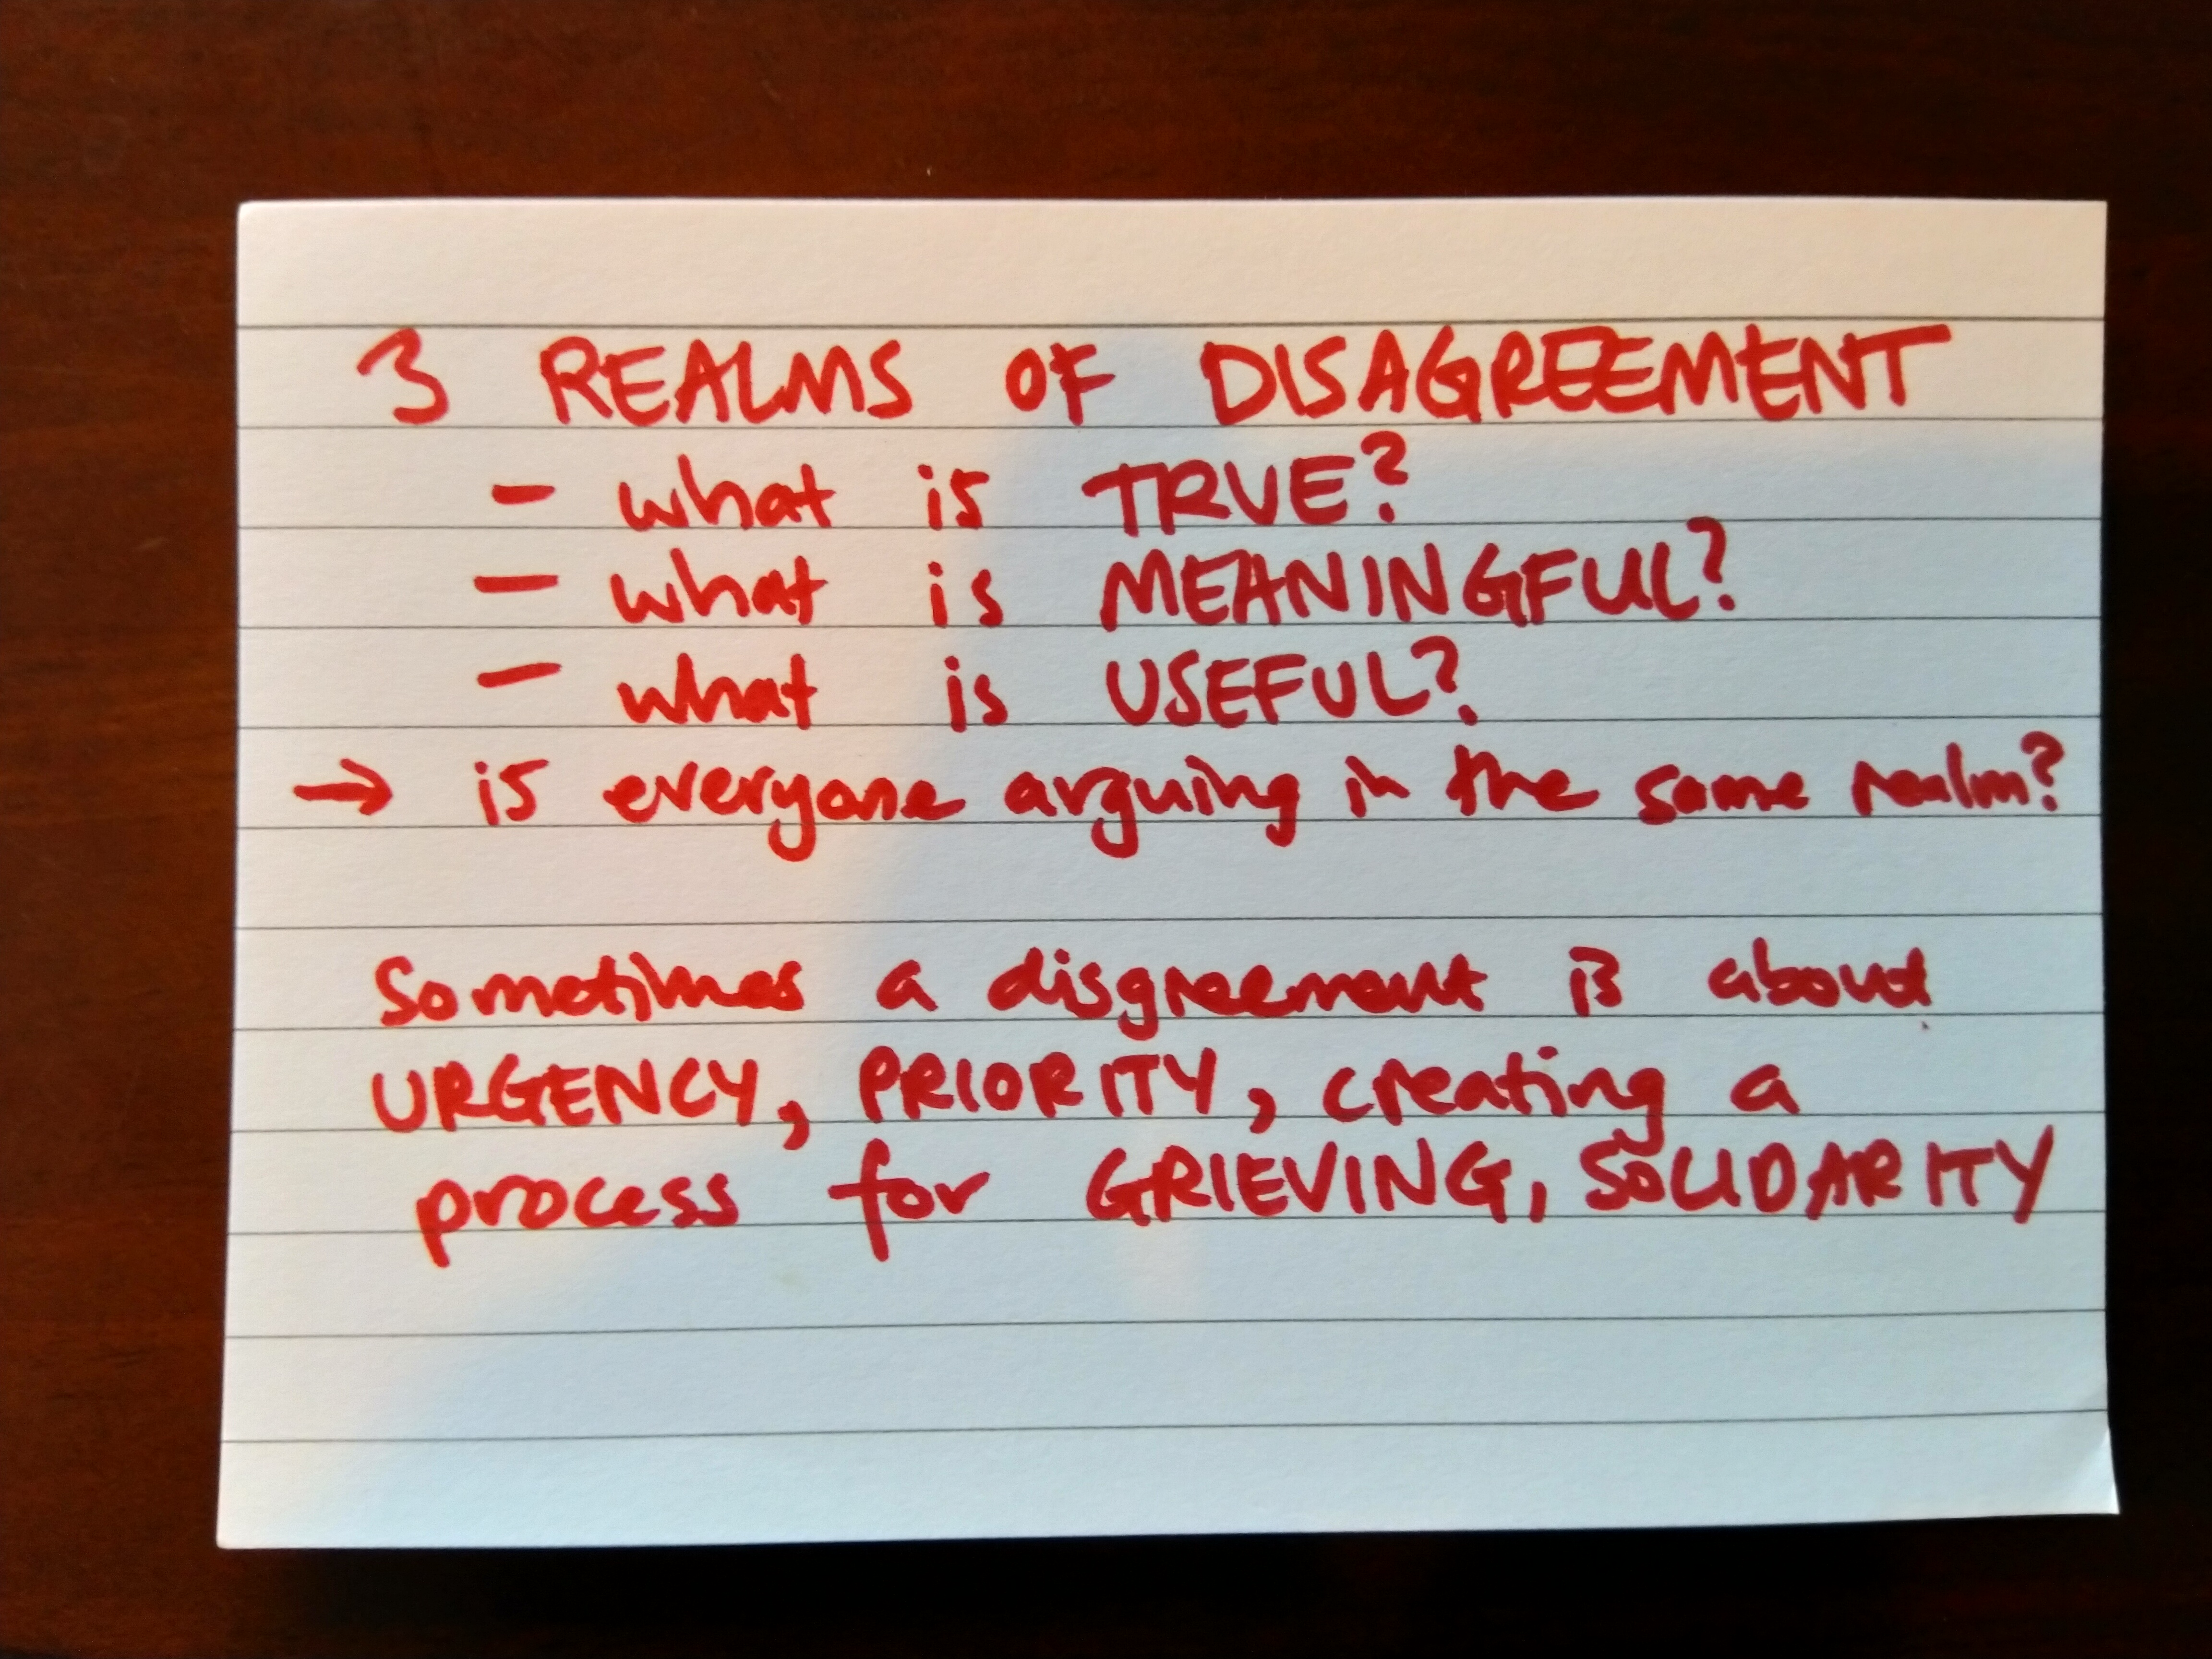 3 REALMS OF DISAGREEMENT
- what is TRUE?
- what is MEANINGFUL?
- what is USEFUL?
→ is everyone arguing in the same realm?
Sometimes a disgreement is about
URGENCY, PRIORITY, creating a
process for GRIEVING, SOLIDARITY